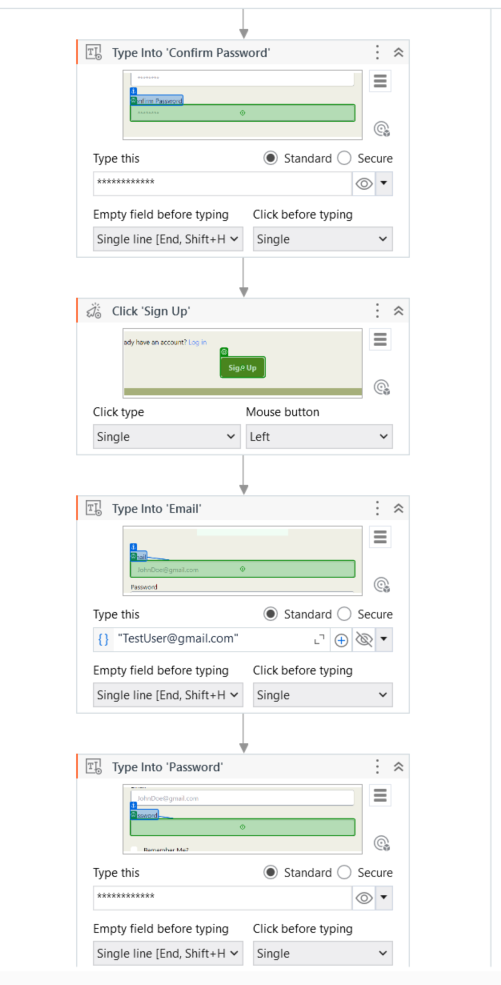 Type Into 'Confirm Password'
********
Confirm Password
********
Type this
Standard
Secure
************
Empty field before typing
Click before typing
Single line [End, Shift+H
Single
Click 'Sign Up'
ady have an account? Log in
Sign Up
Click type
Mouse button
Single
Left
Type Into 'Email'
JohnDoe@gmail.com
Password
Type this
Standard
Secure
"TestUser@gmail.com"
Empty field before typing
Click before typing
Single line [End, Shift+H
Single
Type Into 'Password'
JohnDoe@gmail.com
Remember Me?
Type this
Standard
Secure
************
Empty field before typing
Click before typing
Single line [End, Shift+H
Single